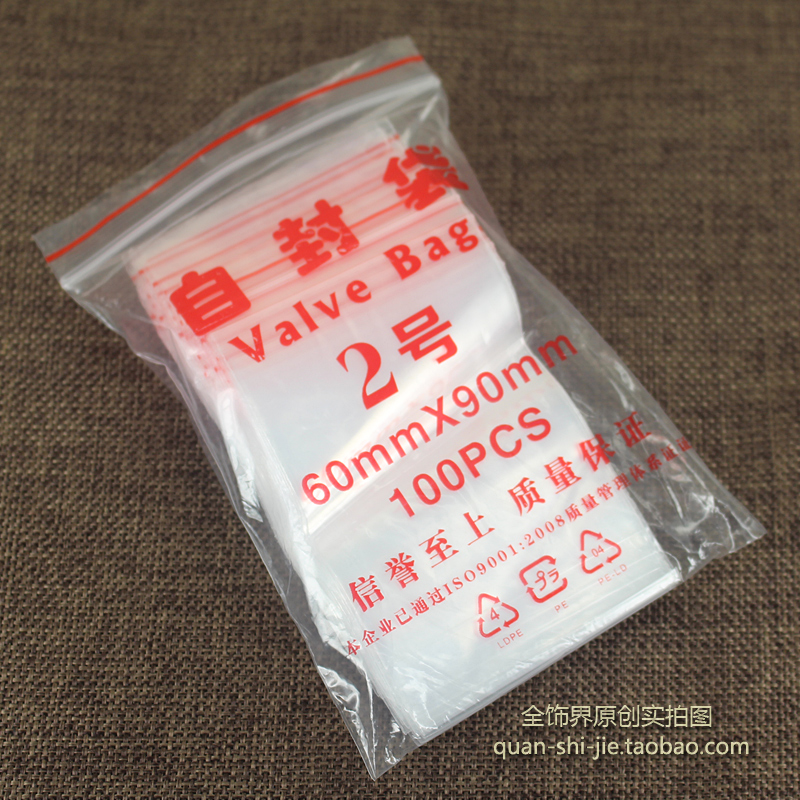 自封袋
Valve Bag
2号
60mmX90mm
100PCS
信誉至上 质量保证
本企业已通过ISO9001:2008质量管理体系认证
4
LDPE
PE
04
PE-LD
全饰界原创实拍图
quan-shi-jie.taobao.com